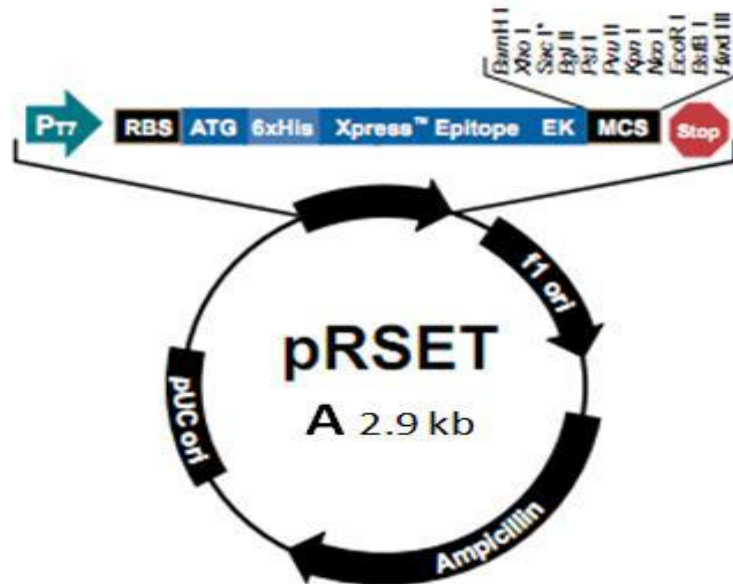 BamH I
Xho I
Sac I*
Bgl II
Pst I
Pvu II
Kpn I
Nco I
EcoR I
BstB I
Hind III
PT7
RBS ATG 6xHis Xpress™ Epitope EK MCS Stop
f1 ori
pRSET
A 2.9 kb
pUC ori
Ampicillin